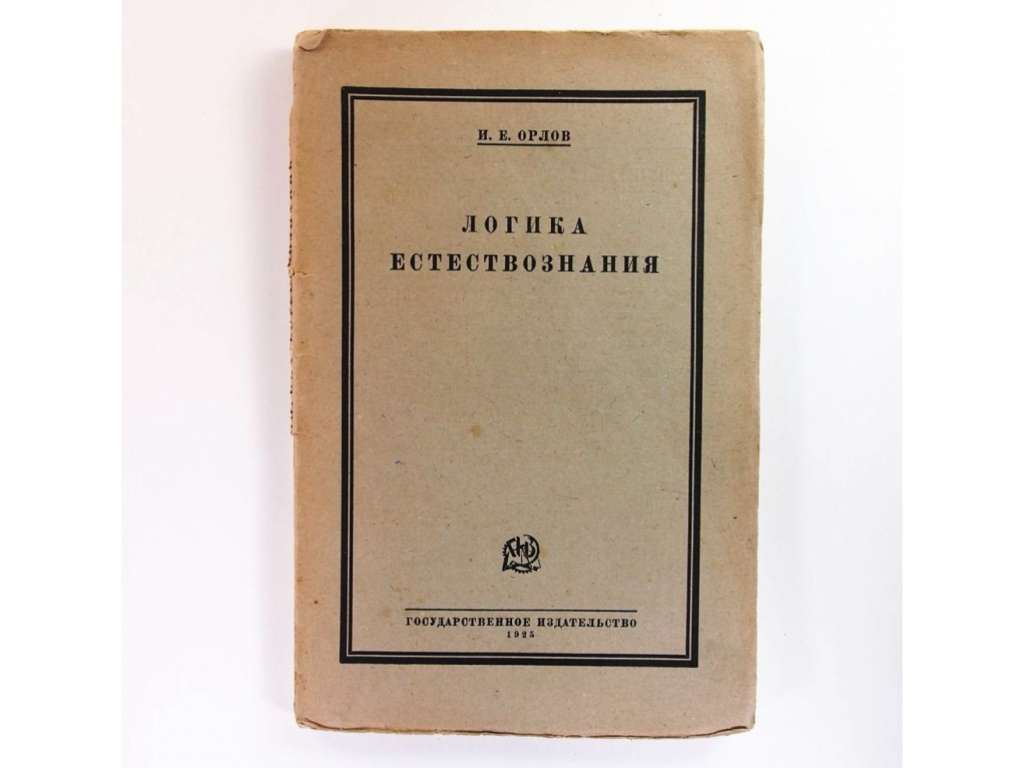 И. Е. ОРЛОВ
ЛОГИКА
ЕСТЕСТВОЗНАНИЯ
ГОСУДАРСТВЕННОЕ ИЗДАТЕЛЬСТВО
1925